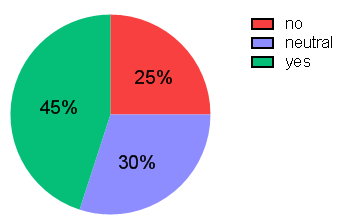 no
neutral
yes
25%
45%
30%